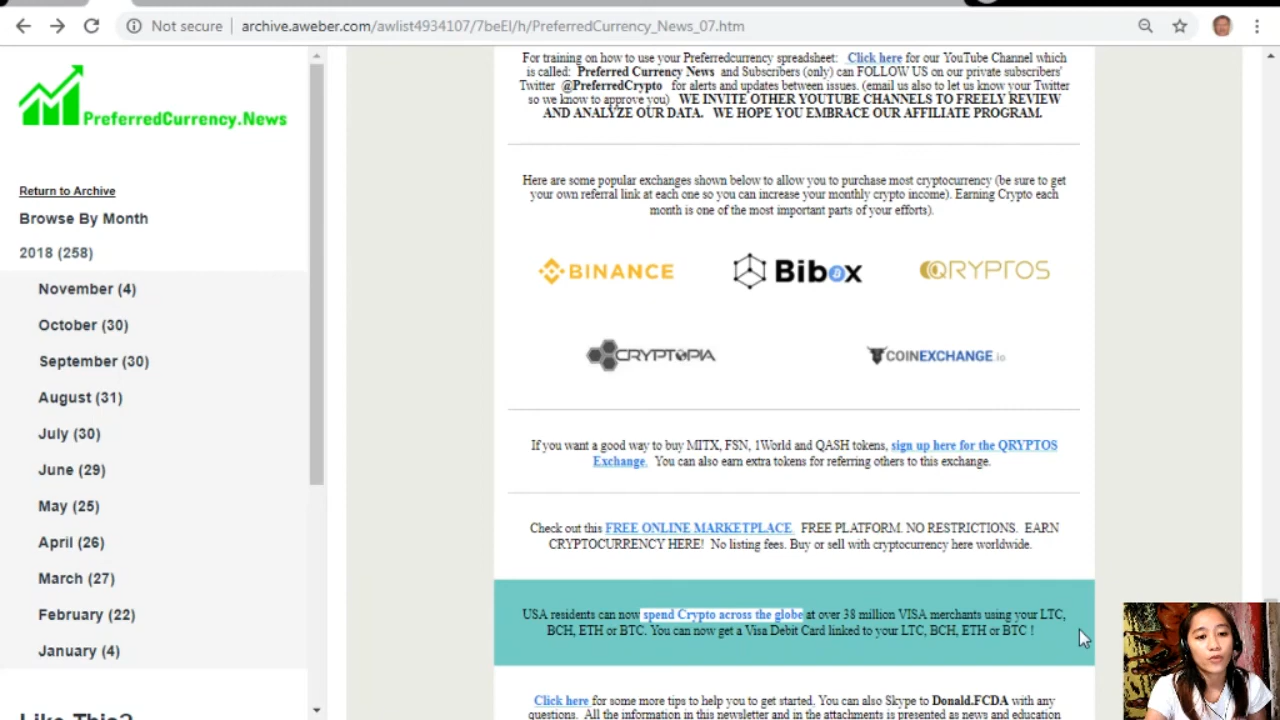 Not secure
archive.aweber.com/awlist4934107/7beEl/h/PreferredCurrency_News_07.htm
PreferredCurrency.News
Return to Archive
Browse By Month
2018 (258)
November (4)
October (30)
September (30)
August (31)
July (30)
June (29)
May (25)
April (26)
March (27)
February (22)
January (4)
For training on how to use your Preferredcurrency spreadsheet: Click here for our YouTube Channel which
is called: Preferred Currency News and Subscribers (only) can FOLLOW US on our private subscribers'
Twitter @PreferredCrypto for alerts and updates between issues. (email us also to let us know your Twitter
so we know to approve you) WE INVITE OTHER YOUTUBE CHANNELS TO FREELY REVIEW
AND ANALYZE OUR DATA. WE HOPE YOU EMBRACE OUR AFFILIATE PROGRAM.
Here are some popular exchanges shown below to allow you to purchase most cryptocurrency (be sure to get
your own referral link at each one so you can increase your monthly crypto income). Earning Crypto each
month is one of the most important parts of your efforts).
BINANCE Bibox QRYPTOS
CRYPTOPIA COINEXCHANGE.io
If you want a good way to buy MITX, FSN, 1World and QASH tokens, sign up here for the QRYPTOS
Exchange. You can also earn extra tokens for referring others to this exchange.
Check out this FREE ONLINE MARKETPLACE. FREE PLATFORM. NO RESTRICTIONS. EARN
CRYPTOCURRENCY HERE! No listing fees. Buy or sell with cryptocurrency here worldwide.
USA residents can now spend Crypto across the globe at over 38 million VISA merchants using your LTC,
BCH, ETH or BTC. You can now get a Visa Debit Card linked to your LTC, BCH, ETH or BTC !
Click here for some more tips to help you to get started. You can also Skype to Donald.FCDA with any
questions. All the information in this newsletter and in the attachments is presented as news and education
Like This?